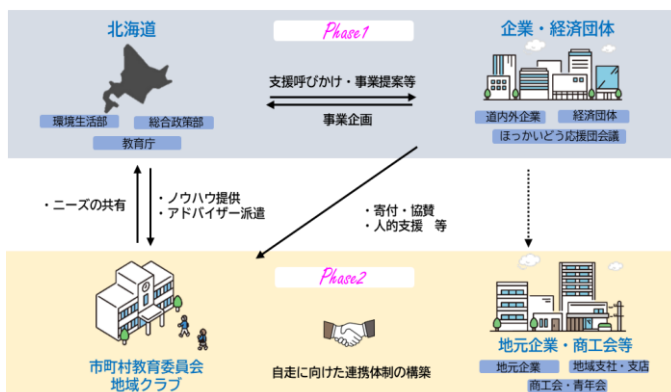 北海道
Phase1
企業・経済団体
支援呼びかけ・事業提案等
事業企画
環境生活部
総合政策部
教育庁
道内外企業
経済団体
ほっかいどう応援団会議
・ニーズの共有
・ノウハウ提供
・アドバイザー派遣
・寄付・協賛
・人的支援 等
Phase2
市町村教育委員会
地域クラブ
自走に向けた連携体制の構築
地元企業・商工会等
地元企業
地域支社・支店
商工会・青年会